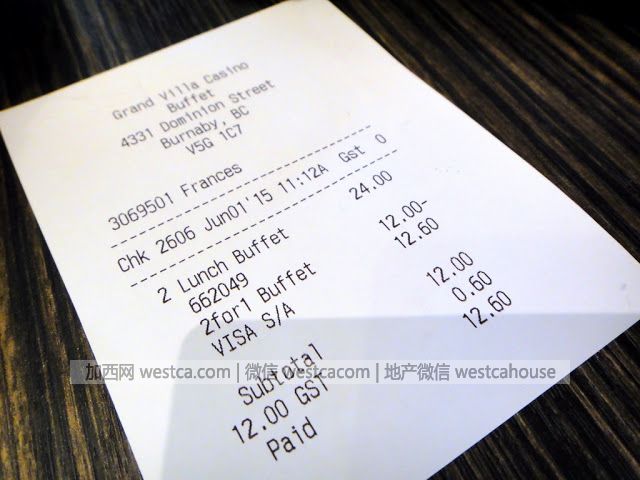 Grand Villa Casino
Buffet
4331 Dominion Street
Burnaby, BC
V5G 1C7
3069501 Frances
Chk 2606 Jun01'15 11:12A Gst 0
2 Lunch Buffet 24.00
662049
2for1 Buffet 12.00-
VISA S/A 12.60
Subtotal 12.00
12.00 GST 0.60
Paid 12.60
加西网 westca.com | 微信 westcacom | 地产微信 westcahouse